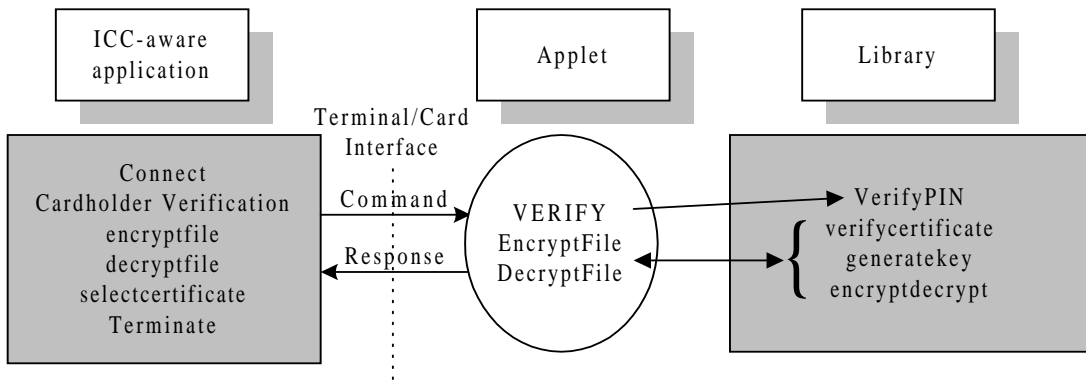 ICC-aware
application
Applet
Library
Terminal/Card
Interface
Connect
Cardholder Verification
encryptfile
decryptfile
selectcertificate
Terminate
Command
Response
VERIFY
EncryptFile
DecryptFile
VerifyPIN
verifycertificate
generatekey
encryptdecrypt